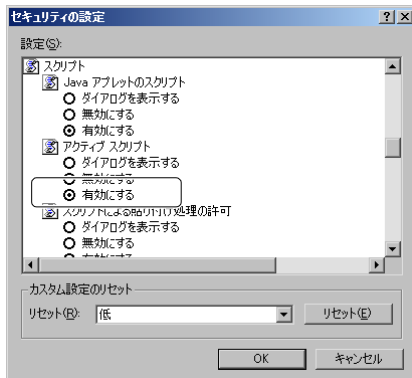 セキュリティの設定
設定(S):
スクリプト
Java アプレットのスクリプト
ダイアログを表示する
無効にする
有効にする
アクティブ スクリプト
ダイアログを表示する
無効にする
有効にする
スクリプトによる貼り付け処理の許可
ダイアログを表示する
無効にする
有効にする
カスタム設定のリセット
リセット(R): 低 リセット(E)
OK キャンセル